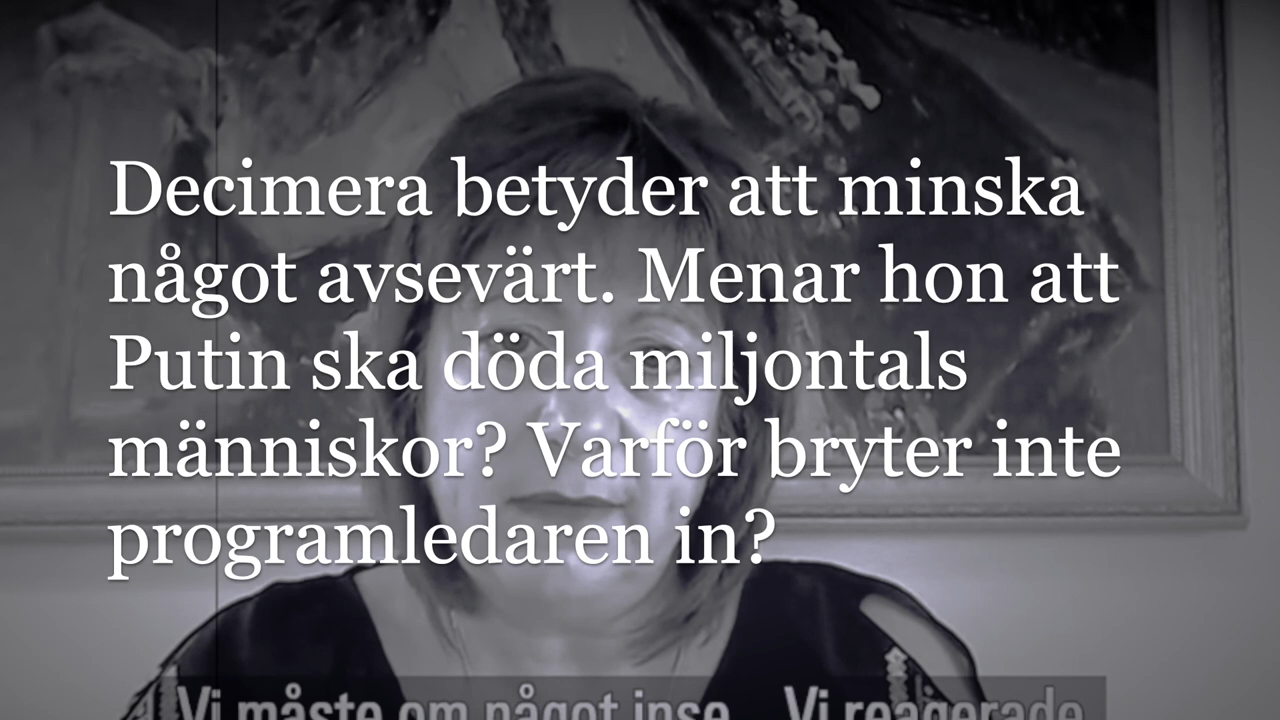 Decimera betyder att minska
något avsevärt. Menar hon att
Putin ska döda miljontals
människor? Varför bryter inte
programledaren in?
Vi måste om något inse... Vi reagerade